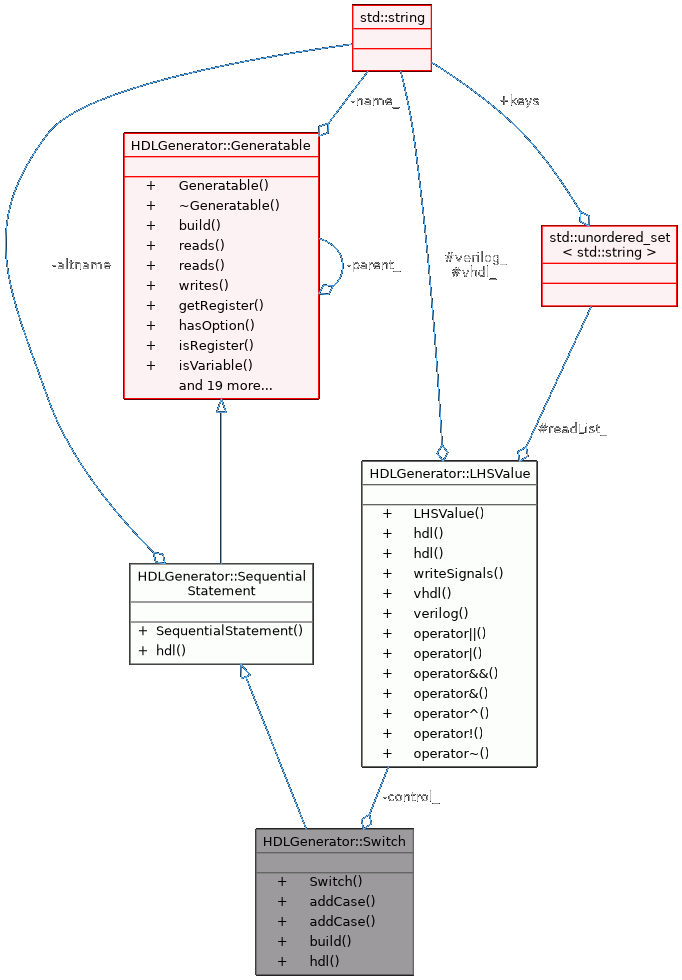 std::string
-name_
+keys
HDLGenerator::Generatable
+ Generatable()
+ ~Generatable()
+ build()
+ reads()
+ reads()
+ writes()
+ getRegister()
+ hasOption()
+ isRegister()
+ isVariable()
and 19 more...
-altname
-parent_
#verilog_
#vhdl_
std::unordered_set
< std::string >
#readList_
HDLGenerator::LHSValue
+ LHSValue()
+ hdl()
+ hdl()
+ writeSignals()
+ vhdl()
+ verilog()
+ operator||()
+ operator|()
+ operator&&()
+ operator&()
+ operator^()
+ operator!()
+ operator~()
HDLGenerator::Sequential
Statement
+ SequentialStatement()
+ hdl()
-control_
HDLGenerator::Switch
+ Switch()
+ addCase()
+ addCase()
+ build()
+ hdl()